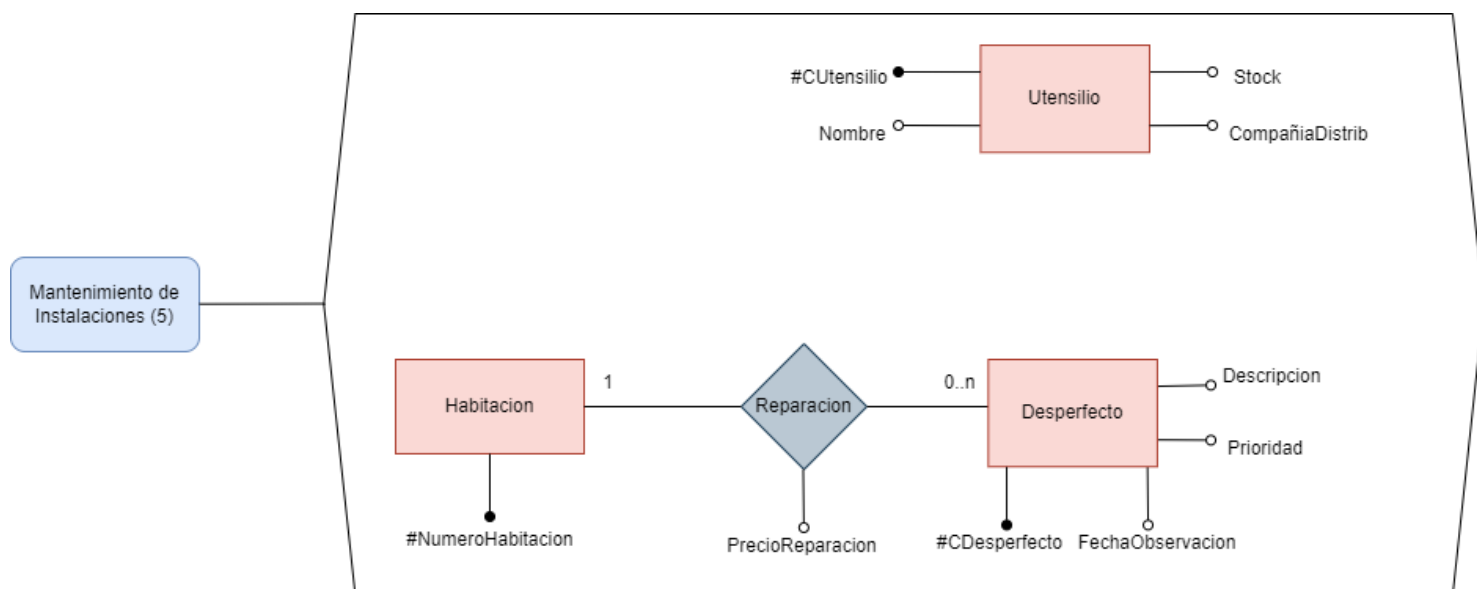 #CUtensilio
Utensilio
Stock
Nombre
CompañiaDistrib
Mantenimiento de
Instalaciones (5)
Habitacion
1
Reparacion
0..n
Desperfecto
Descripcion
Prioridad
#NumeroHabitacion
PrecioReparacion
#CDesperfecto
FechaObservacion